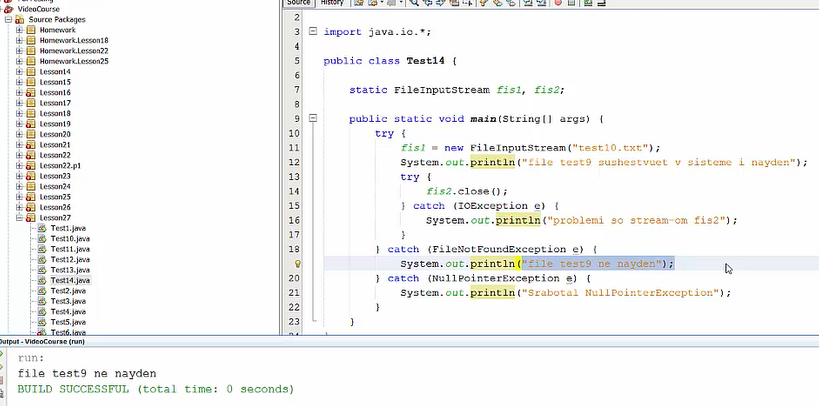 VideoCourse
Source Packages
Homework
Homework.Lesson18
Homework.Lesson22
Homework.Lesson25
Lesson14
Lesson15
Lesson16
Lesson17
Lesson18
Lesson19
Lesson20
Lesson21
Lesson22
Lesson22.p1
Lesson23
Lesson24
Lesson25
Lesson26
Lesson27
Test1.java
Test10.java
Test11.java
Test12.java
Test13.java
Test14.java
Test2.java
Test3.java
Test4.java
Test5.java
Test6.java
Source History
2
3 import java.io.*;
4
5 public class Test14 {
6
7 static FileInputStream fis1, fis2;
8
9 public static void main(String[] args) {
10 try {
11 fis1 = new FileInputStream("test10.txt");
12 System.out.println("file test9 sushestvuet v sisteme i nayden");
13 try {
14 fis2.close();
15 } catch (IOException e) {
16 System.out.println("problemi so stream-om fis2");
17 }
18 } catch (FileNotFoundException e) {
System.out.println("file test9 ne nayden");
20 } catch (NullPointerException e) {
21 System.out.println("Srabotal NullPointerException");
22 }
23 }
Output - VideoCourse (run)
run:
file test9 ne nayden
BUILD SUCCESSFUL (total time: 0 seconds)